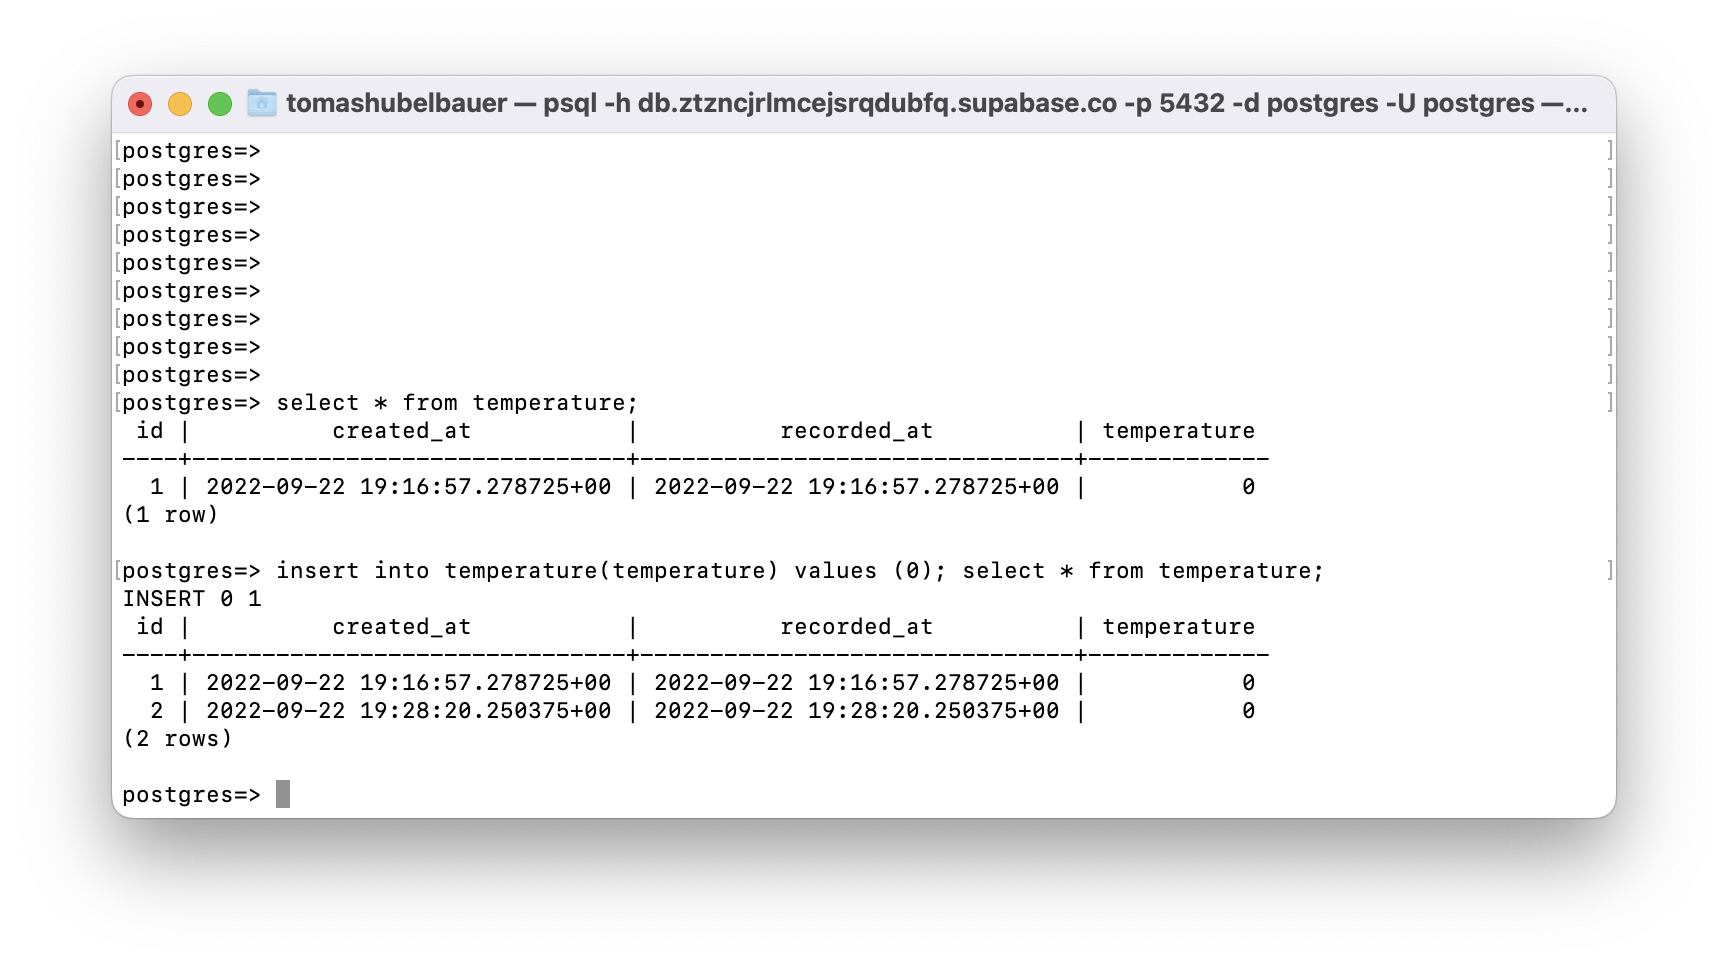 tomashubelbauer — psql -h db.ztzncjrlmcejsrqdubfq.supabase.co -p 5432 -d postgres -U postgres —...
[postgres=> ]
[postgres=> ]
[postgres=> ]
[postgres=> ]
[postgres=> ]
[postgres=> ]
[postgres=> ]
[postgres=> ]
[postgres=> ]
[postgres=> select * from temperature; ]
 id |          created_at           |          recorded_at          | temperature
----+-------------------------------+-------------------------------+-------------
  1 | 2022-09-22 19:16:57.278725+00 | 2022-09-22 19:16:57.278725+00 |           0
(1 row)
[postgres=> insert into temperature(temperature) values (0); select * from temperature; ]
INSERT 0 1
 id |          created_at           |          recorded_at          | temperature
----+-------------------------------+-------------------------------+-------------
  1 | 2022-09-22 19:16:57.278725+00 | 2022-09-22 19:16:57.278725+00 |           0
  2 | 2022-09-22 19:28:20.250375+00 | 2022-09-22 19:28:20.250375+00 |           0
(2 rows)
postgres=>